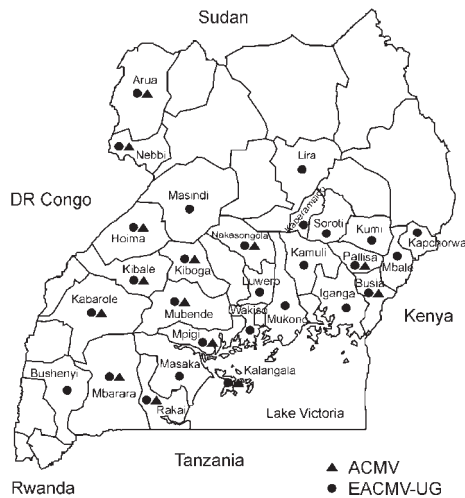 Sudan
Arua
Nebbi
Lira
DR Congo
Masindi
Kaberamaido
Soroti
Kumi
Kapchorwa
Hoima
Nakasongola
Kamuli
Pallisa
Mbale
Kibale
Kiboga
Luwero
Busia
Kabarole
Mubende
Wakiso
Mukono
Iganga
Kenya
Mpigi
Bushenyi
Mbarara
Masaka
Kalangala
Rakai
Lake Victoria
Tanzania
Rwanda
ACMV
EACMV-UG